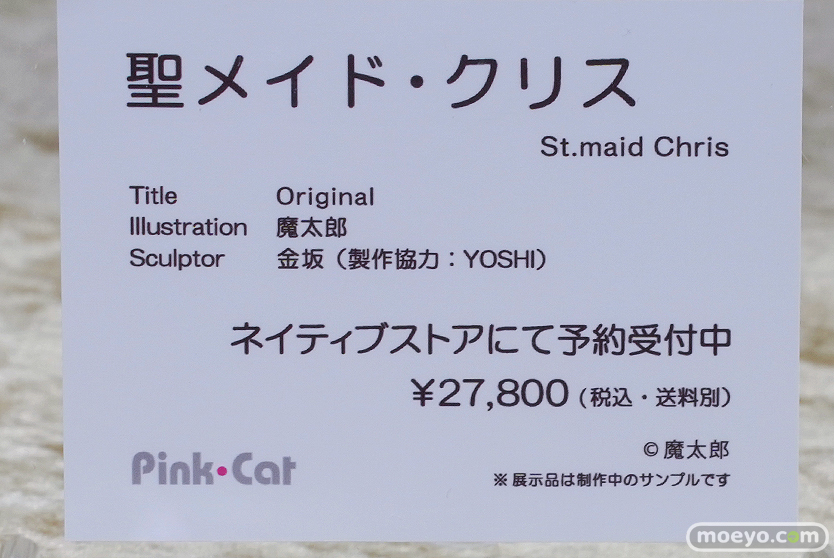 聖メイド・クリス
St.maid Chris
Title Original
Illustration 魔太郎
Sculptor 金坂（製作協力：YOSHI）
ネイティブストアにて予約受付中
¥27,800（税込・送料別）
©魔太郎
Pink・Cat
※展示品は制作中のサンプルです
moeyo.com